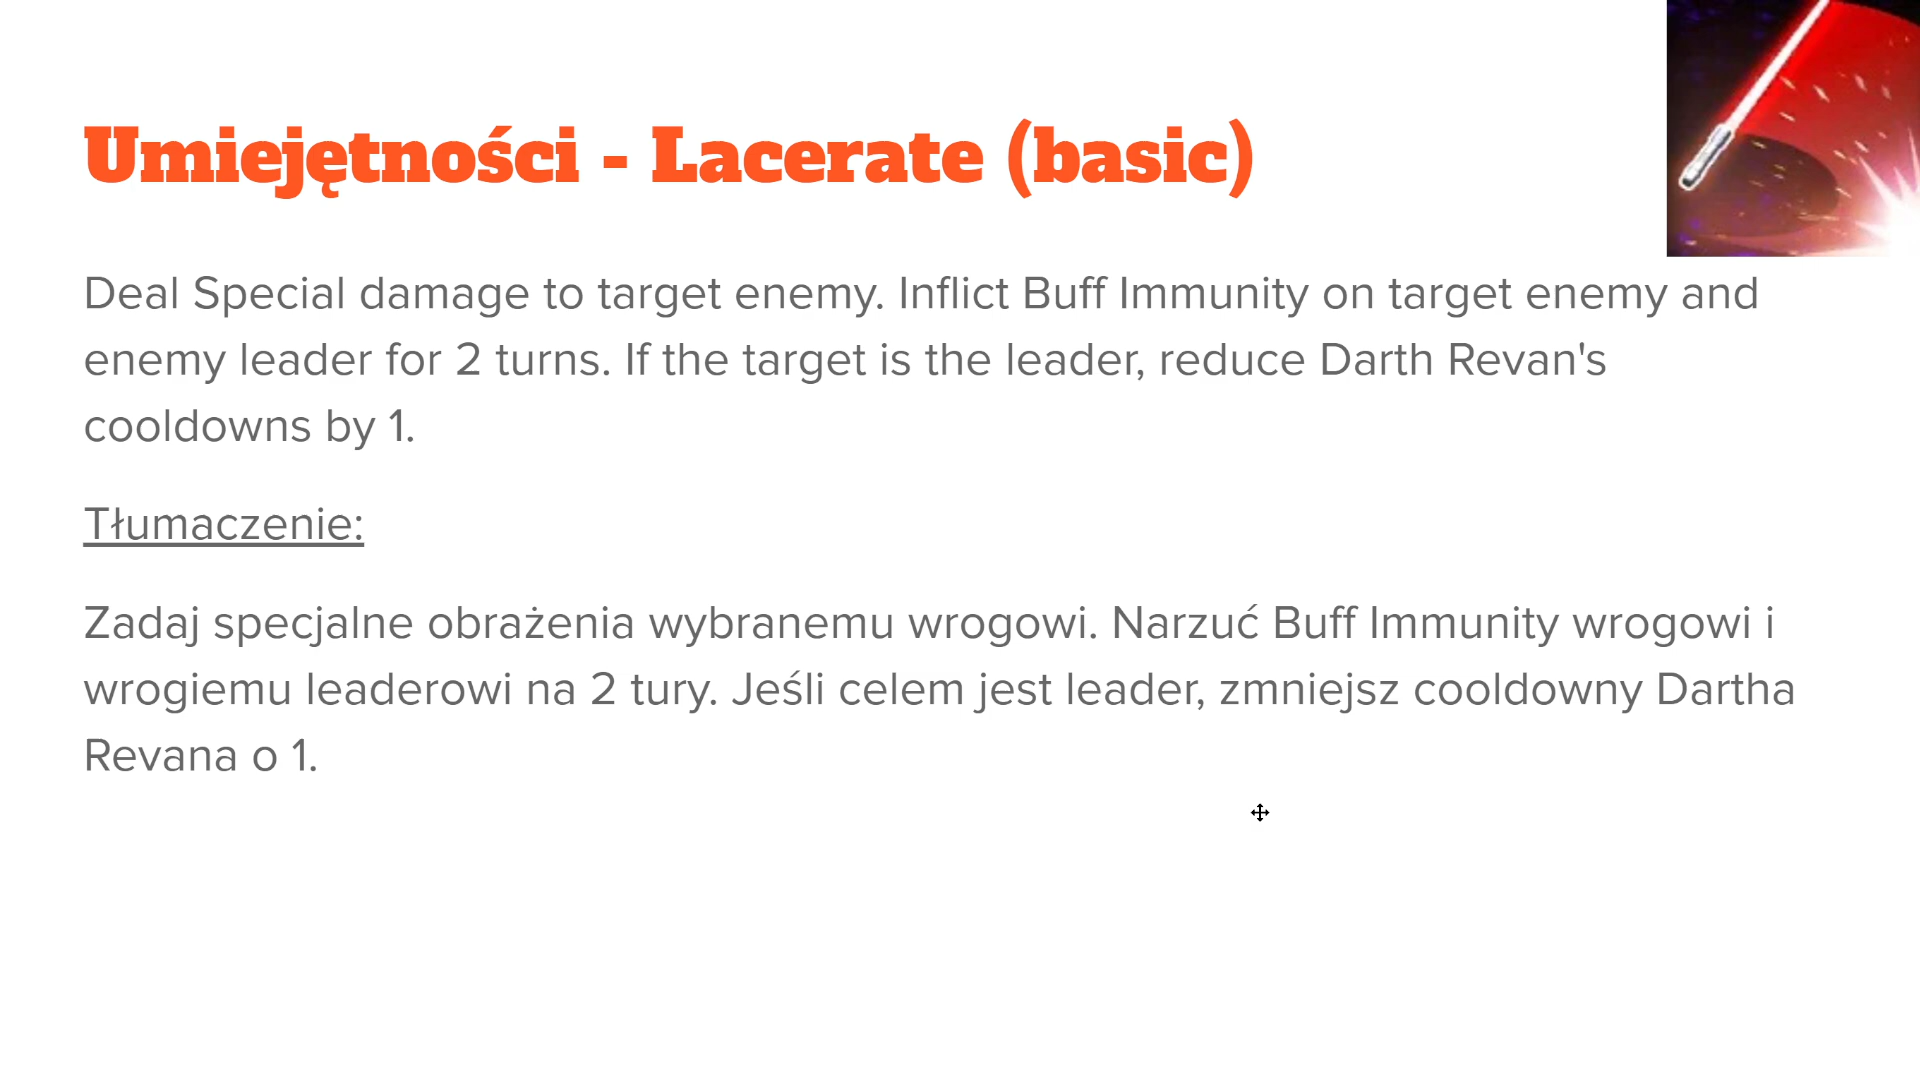 Umiejętności - Lacerate (basic)
Deal Special damage to target enemy. Inflict Buff Immunity on target enemy and
enemy leader for 2 turns. If the target is the leader, reduce Darth Revan's
cooldowns by 1.
Tłumaczenie:
Zadaj specjalne obrażenia wybranemu wrogowi. Narzuć Buff Immunity wrogowi i
wrogiemu leaderowi na 2 tury. Jeśli celem jest leader, zmniejsz cooldowny Dartha
Revana o 1.